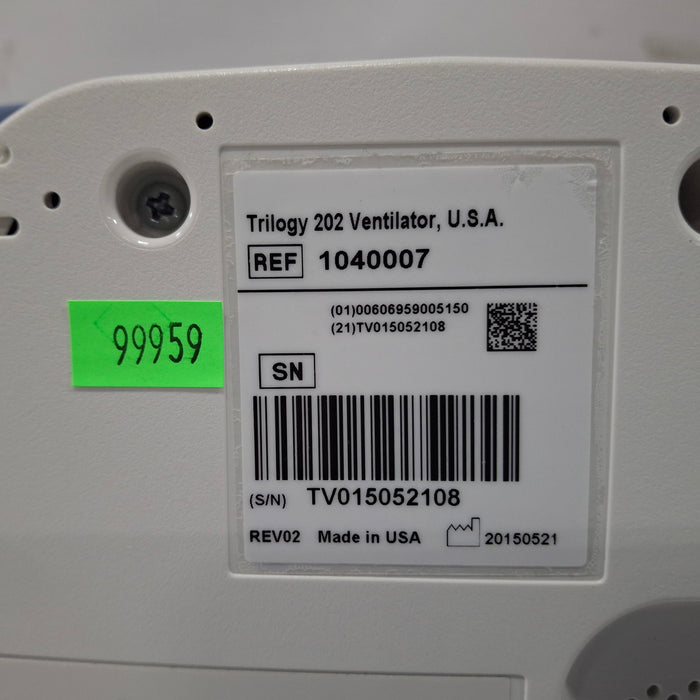 Trilogy 202 Ventilator, U.S.A.
REF 1040007
(01)00606959005150
(21)TV015052108
99959
SN
(S/N) TV015052108
REV02 Made in USA 20150521